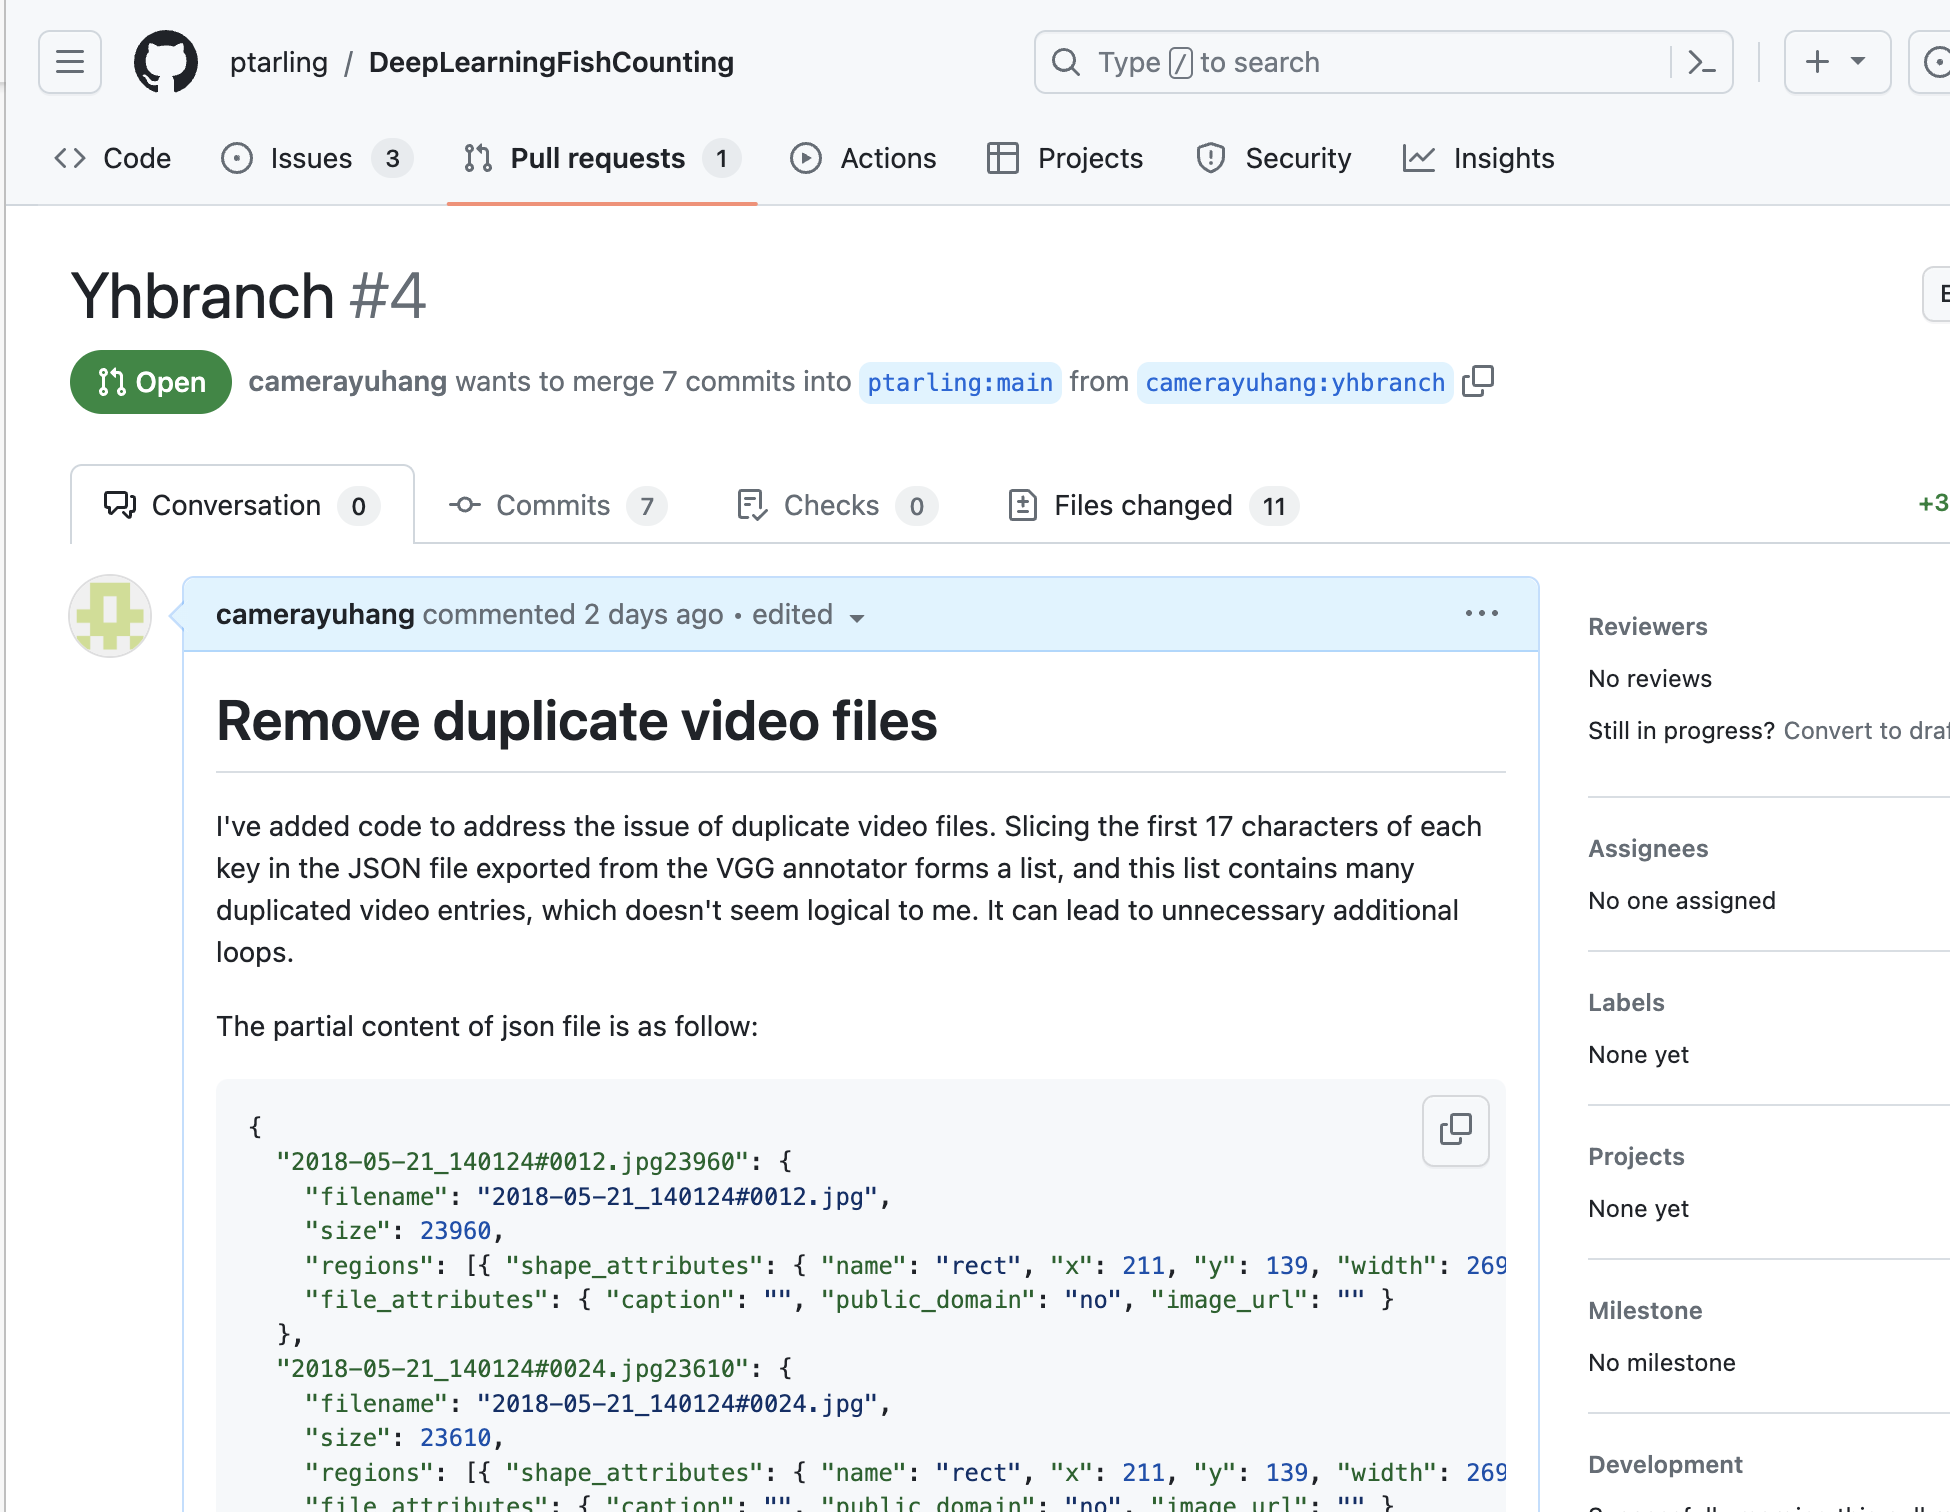 ptarling / DeepLearningFishCounting
Type / to search
Code
Issues 3
Pull requests 1
Actions
Projects
Security
Insights
Yhbranch #4
Open
camerayuhang wants to merge 7 commits into ptarling:main from camerayuhang:yhbranch
Conversation 0
Commits 7
Checks 0
Files changed 11
+3
camerayuhang commented 2 days ago • edited
Remove duplicate video files
I've added code to address the issue of duplicate video files. Slicing the first 17 characters of each
key in the JSON file exported from the VGG annotator forms a list, and this list contains many
duplicated video entries, which doesn't seem logical to me. It can lead to unnecessary additional
loops.
The partial content of json file is as follow:
{
"2018-05-21_140124#0012.jpg23960": {
"filename": "2018-05-21_140124#0012.jpg",
"size": 23960,
"regions": [{ "shape_attributes": { "name": "rect", "x": 211, "y": 139, "width": 269
"file_attributes": { "caption": "", "public_domain": "no", "image_url": "" }
},
"2018-05-21_140124#0024.jpg23610": {
"filename": "2018-05-21_140124#0024.jpg",
"size": 23610,
"regions": [{ "shape_attributes": { "name": "rect", "x": 211, "y": 139, "width": 269
"file_attributes": { "caption": "", "public_domain": "no", "image_url": "" }
Reviewers
No reviews
Still in progress? Convert to draf
Assignees
No one assigned
Labels
None yet
Projects
None yet
Milestone
No milestone
Development